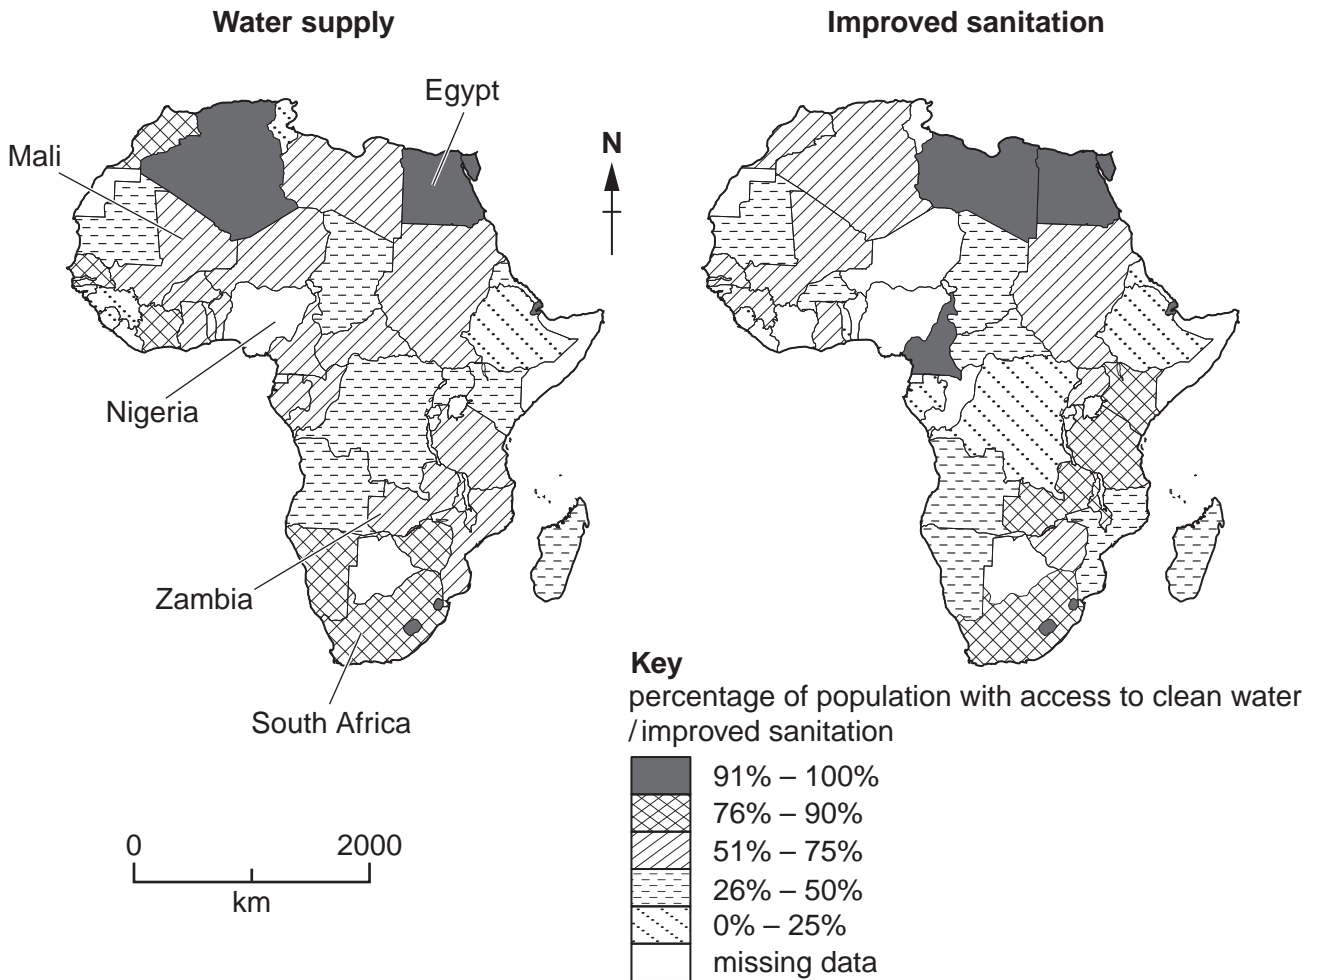 Water supply
Improved sanitation
Egypt
Mali
N
Nigeria
Zambia
South Africa
Key
percentage of population with access to clean water
/improved sanitation
91% – 100%
76% – 90%
51% – 75%
26% – 50%
0% – 25%
missing data
0 2000
km